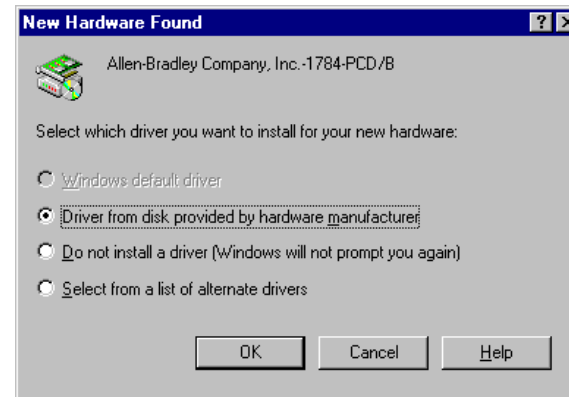 New Hardware Found
Allen-Bradley Company, Inc.-1784-PCD/B
Select which driver you want to install for your new hardware:
Windows default driver
Driver from disk provided by hardware manufacturer
Do not install a driver (Windows will not prompt you again)
Select from a list of alternate drivers
OK Cancel Help